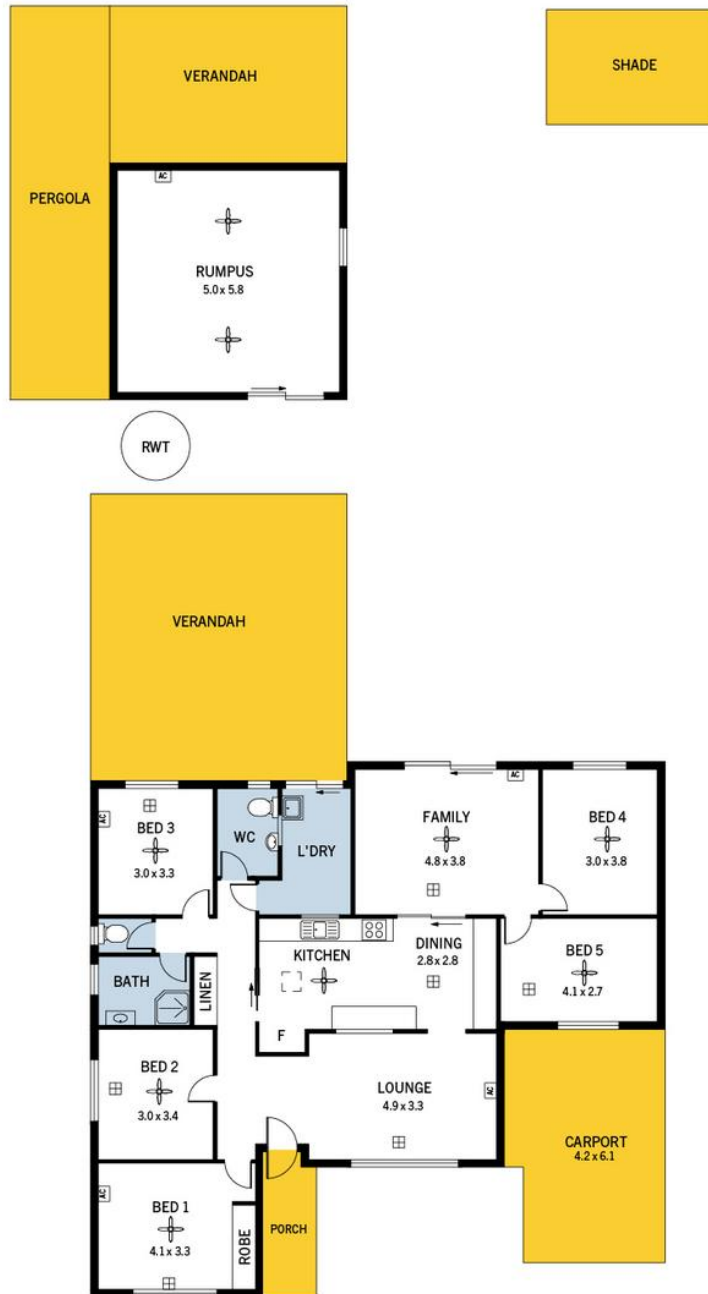 VERANDAH
SHADE
PERGOLA
AC
RUMPUS
5.0 x 5.8
RWT
VERANDAH
AC
BED 3
3.0 x 3.3
WC
L'DRY
FAMILY
4.8 x 3.8
AC
BED 4
3.0 x 3.8
KITCHEN
DINING
2.8 x 2.8
BED 5
4.1 x 2.7
BATH
LINEN
F
BED 2
3.0 x 3.4
LOUNGE
4.9 x 3.3
AC
CARPORT
4.2 x 6.1
AC
BED 1
4.1 x 3.3
ROBE
PORCH